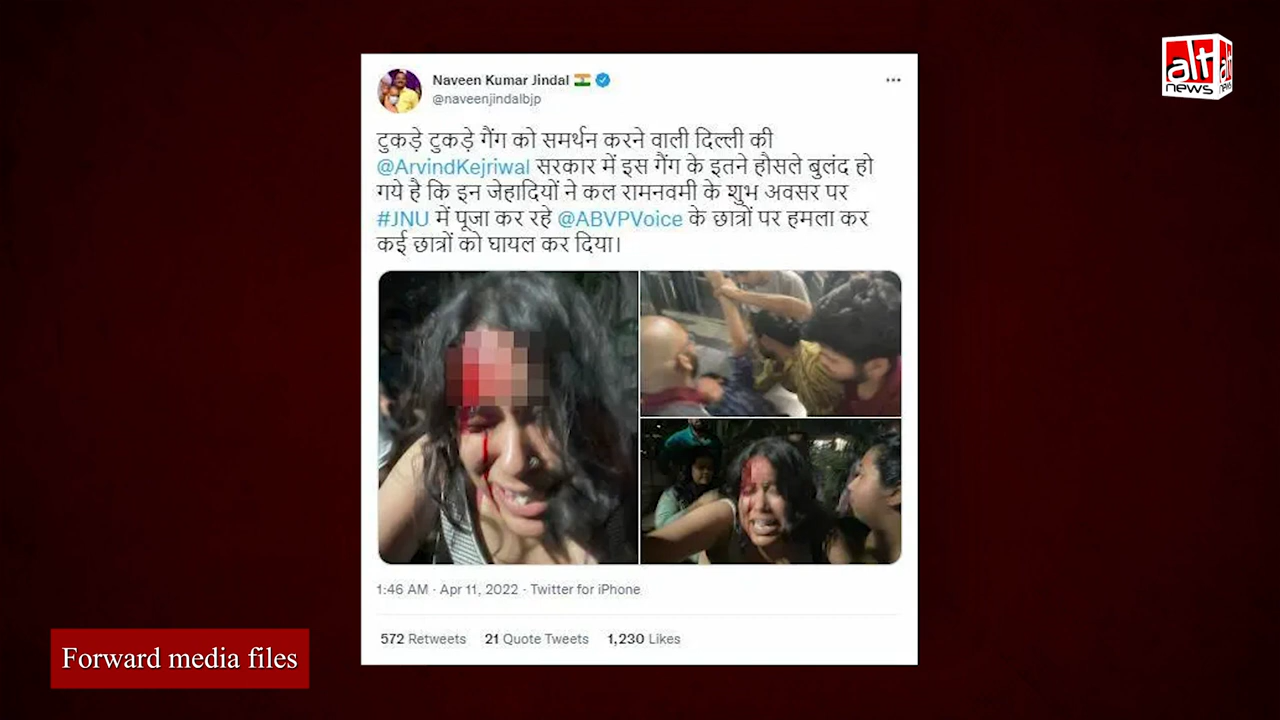 alt
news
Naveen Kumar Jindal
@naveenjindalbjp
टुकड़े टुकड़े गैंग को समर्थन करने वाली दिल्ली की
@ArvindKejriwal सरकार में इस गैंग के इतने हौसले बुलंद हो
गये है कि इन जेहादियों ने कल रामनवमी के शुभ अवसर पर
#JNU में पूजा कर रहे @ABVPVoice के छात्रों पर हमला कर
कई छात्रों को घायल कर दिया।
1:46 AM · Apr 11, 2022 · Twitter for iPhone
572 Retweets 21 Quote Tweets 1,230 Likes
Forward media files